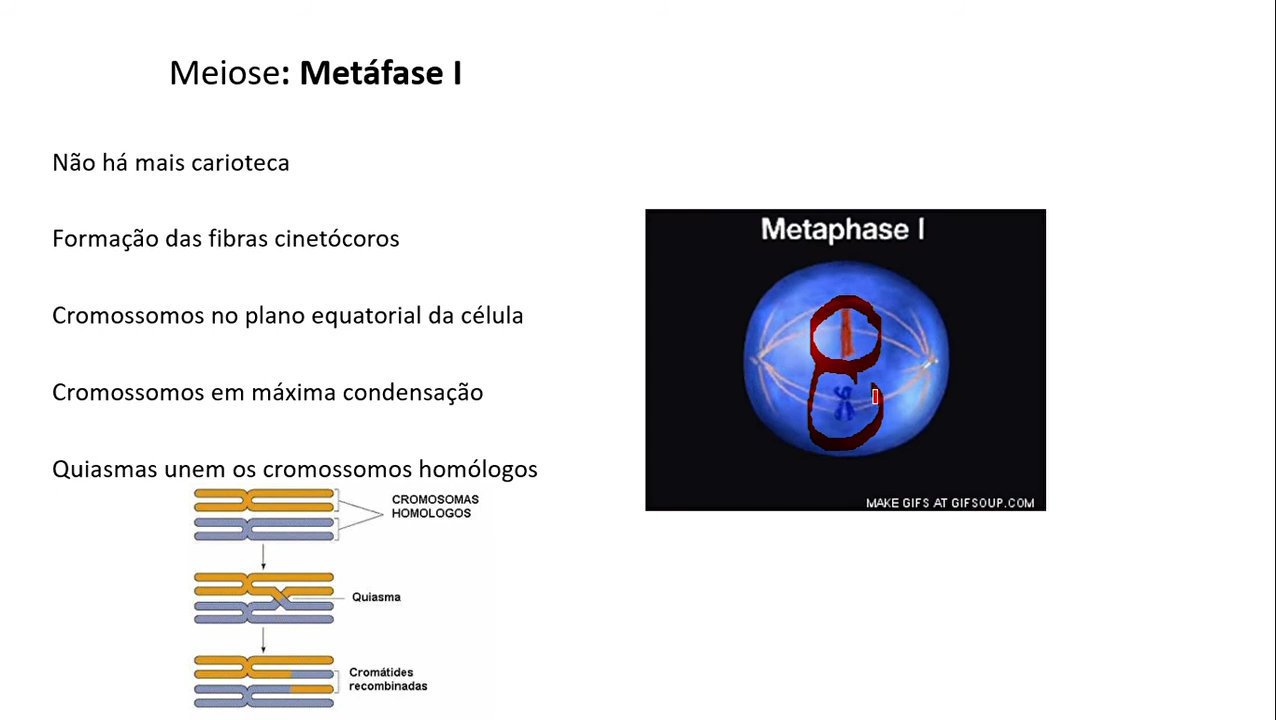 Meiose: Metáfase I
Não há mais carioteca
Formação das fibras cinetócoros
Cromossomos no plano equatorial da célula
Cromossomos em máxima condensação
Quiasmas unem os cromossomos homólogos
CROMOSOMAS
HOMOLOGOS
Quiasma
Cromátides
recombinadas
Metaphase I
MAKE GIFS AT GIFSOUP.COM